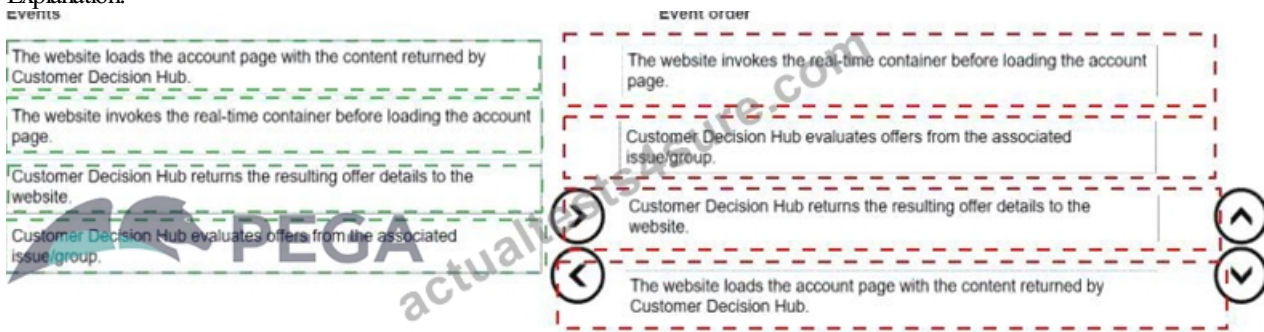 Explanation:
Events
The website loads the account page with the content returned by
Customer Decision Hub.
The website invokes the real-time container before loading the account
page.
Customer Decision Hub returns the resulting offer details to the
website.
Customer Decision Hub evaluates offers from the associated
issue/group.
PEGA
Event order
The website invokes the real-time container before loading the account
page.
Customer Decision Hub evaluates offers from the associated
issue/group.
Customer Decision Hub returns the resulting offer details to the
website.
The website loads the account page with the content returned by
Customer Decision Hub.
actualtests4sure.com